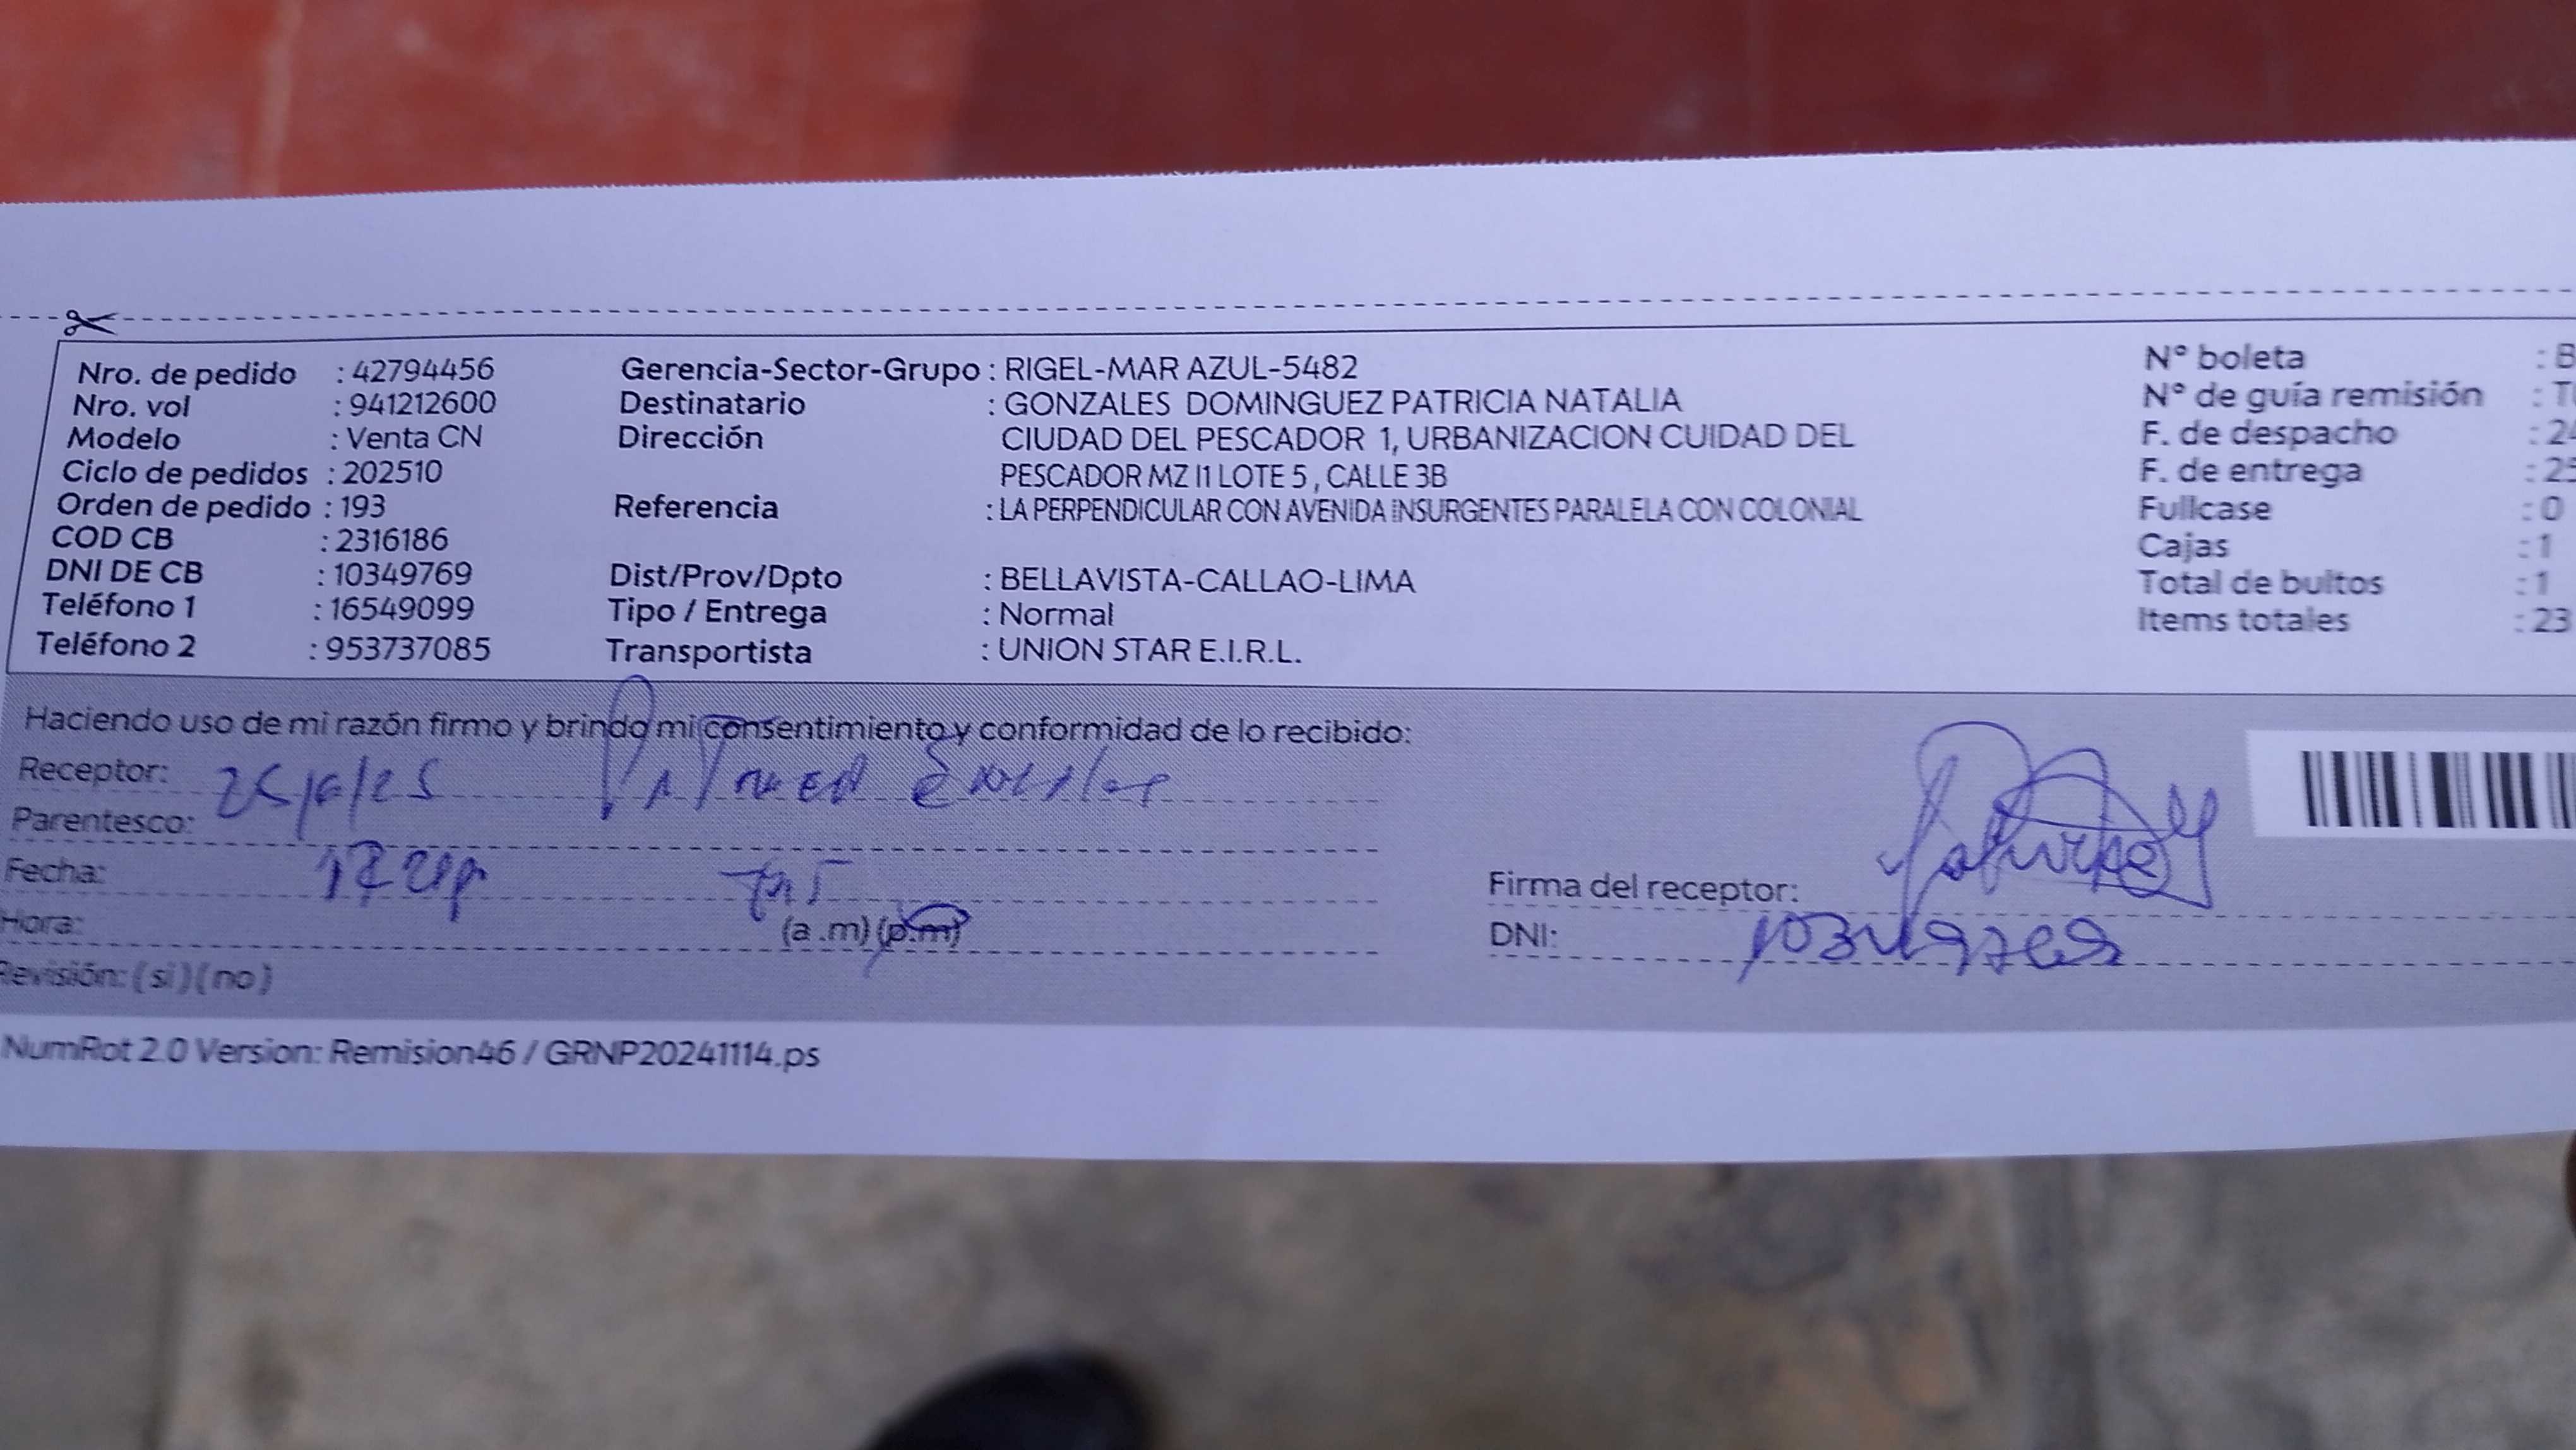 Nro. de pedido : 42794456 Gerencia-Sector-Grupo : RIGEL-MAR AZUL-5482 N° boleta : B
Nro. vol : 941212600 Destinatario : GONZALES DOMINGUEZ PATRICIA NATALIA N° de guía remisión :
Modelo : Venta CN Dirección CIUDAD DEL PESCADOR 1, URBANIZACION CUIDAD DEL F. de despacho : 24
Ciclo de pedidos : 202510 PESCADOR MZ I1 LOTE 5 , CALLE 3B F. de entrega : 25
Orden de pedido : 193 Referencia : LA PERPENDICULAR CON AVENIDA INSURGENTES PARALELA CON COLONIAL Fullcase : 0
COD CB : 2316186 Cajas : 1
DNI DE CB : 10349769 Dist/Prov/Dpto : BELLAVISTA-CALLAO-LIMA Total de bultos : 1
Teléfono 1 : 16549099 Tipo / Entrega : Normal Items totales : 23
Teléfono 2 : 953737085 Transportista : UNION STAR E.I.R.L.
Haciendo uso de mi razón firmo y brindo mi consentimiento y conformidad de lo recibido:
Receptor: 25/6/25
Parentesco:
Fecha:
Firma del receptor:
Hora: (a .m) (p.m)
DNI:
Revisión: ( si ) ( no )
NumRot 2.0 Version: Remision46 / GRNP20241114.ps